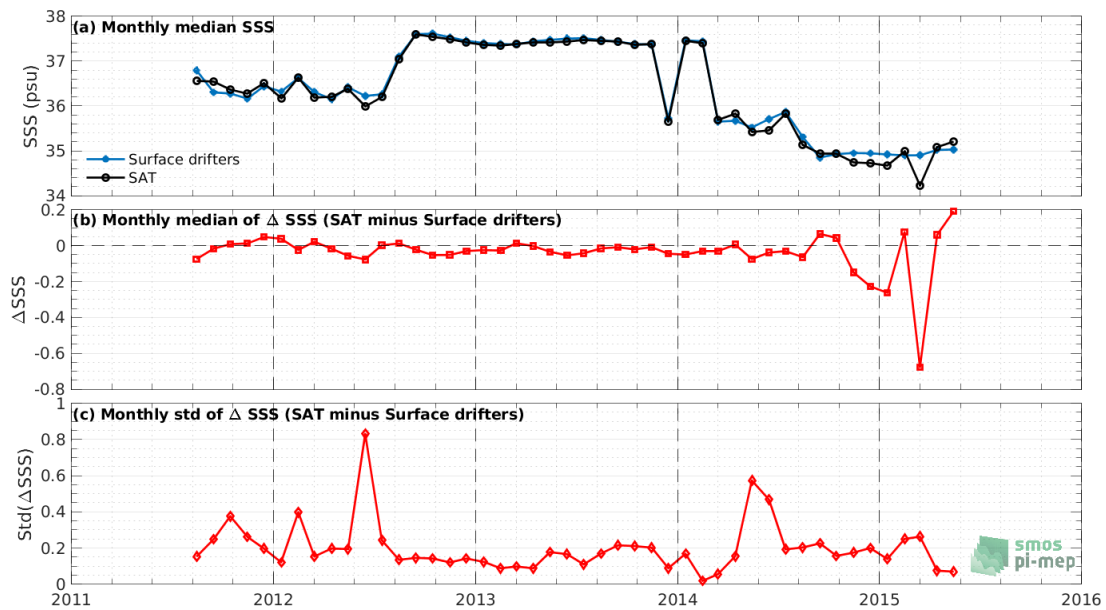 (a) Monthly median SSS
38
37
36
35
34
SSS (psu)
Surface drifters
SAT
(b) Monthly median of Δ SSS (SAT minus Surface drifters)
0.2
0
-0.2
-0.4
-0.6
-0.8
ΔSSS
(c) Monthly std of Δ SSS (SAT minus Surface drifters)
1
0.8
0.6
0.4
0.2
0
Std(ΔSSS)
smos
pi-mep
2011
2012
2013
2014
2015
2016